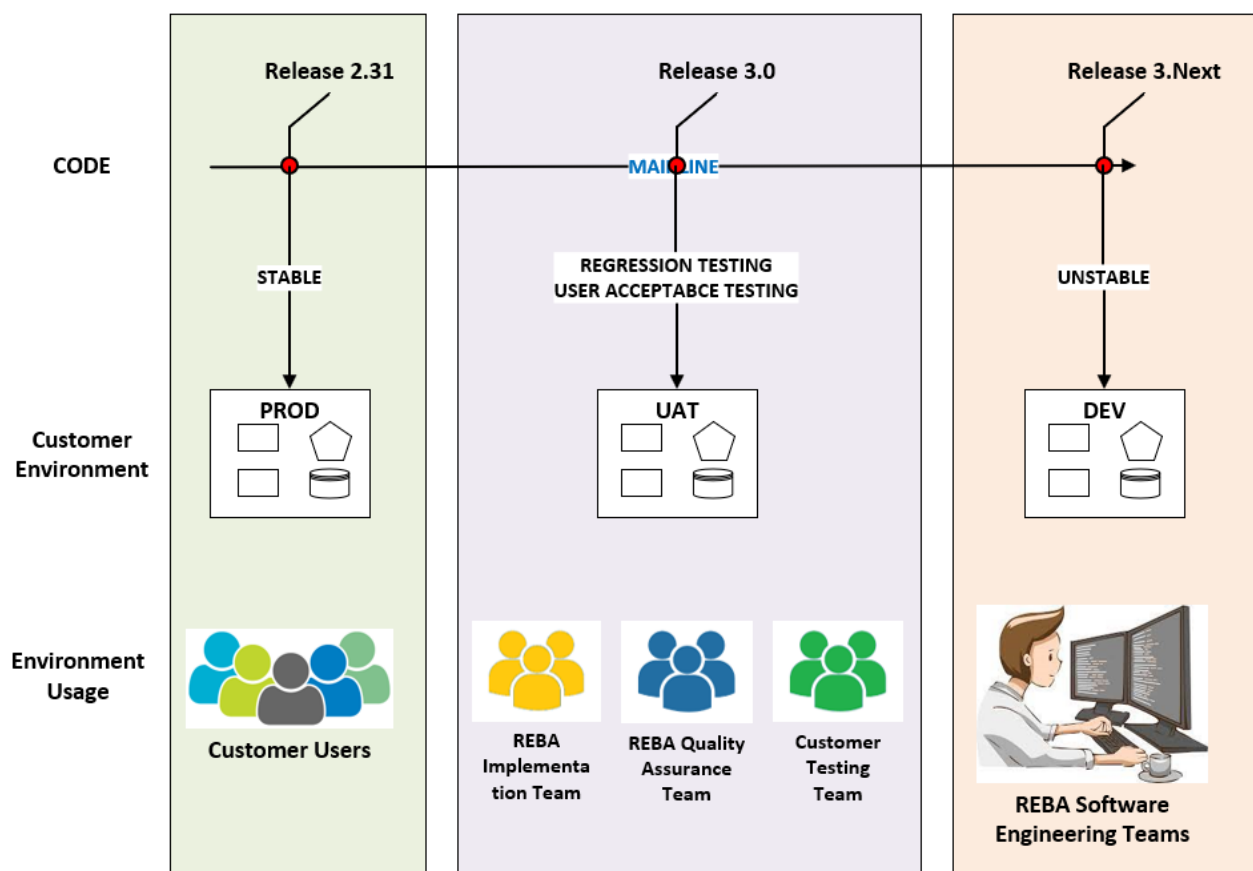 Release 2.31
Release 3.0
Release 3.Next
CODE
MAINLINE
STABLE
REGRESSION TESTING
USER ACCEPTABCE TESTING
UNSTABLE
PROD
UAT
DEV
Customer
Environment
Environment
Usage
Customer Users
REBA
Implementa
tion Team
REBA Quality
Assurance
Team
Customer
Testing
Team
REBA Software
Engineering Teams